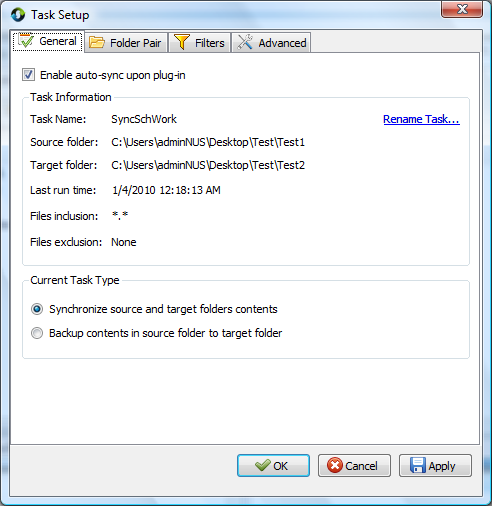 Task Setup
General Folder Pair Filters Advanced
Enable auto-sync upon plug-in
Task Information
Task Name: SyncSchWork Rename Task...
Source folder: C:\Users\adminNUS\Desktop\Test\Test1
Target folder: C:\Users\adminNUS\Desktop\Test\Test2
Last run time: 1/4/2010 12:18:13 AM
Files inclusion: *.*
Files exclusion: None
Current Task Type
Synchronize source and target folders contents
Backup contents in source folder to target folder
OK Cancel Apply